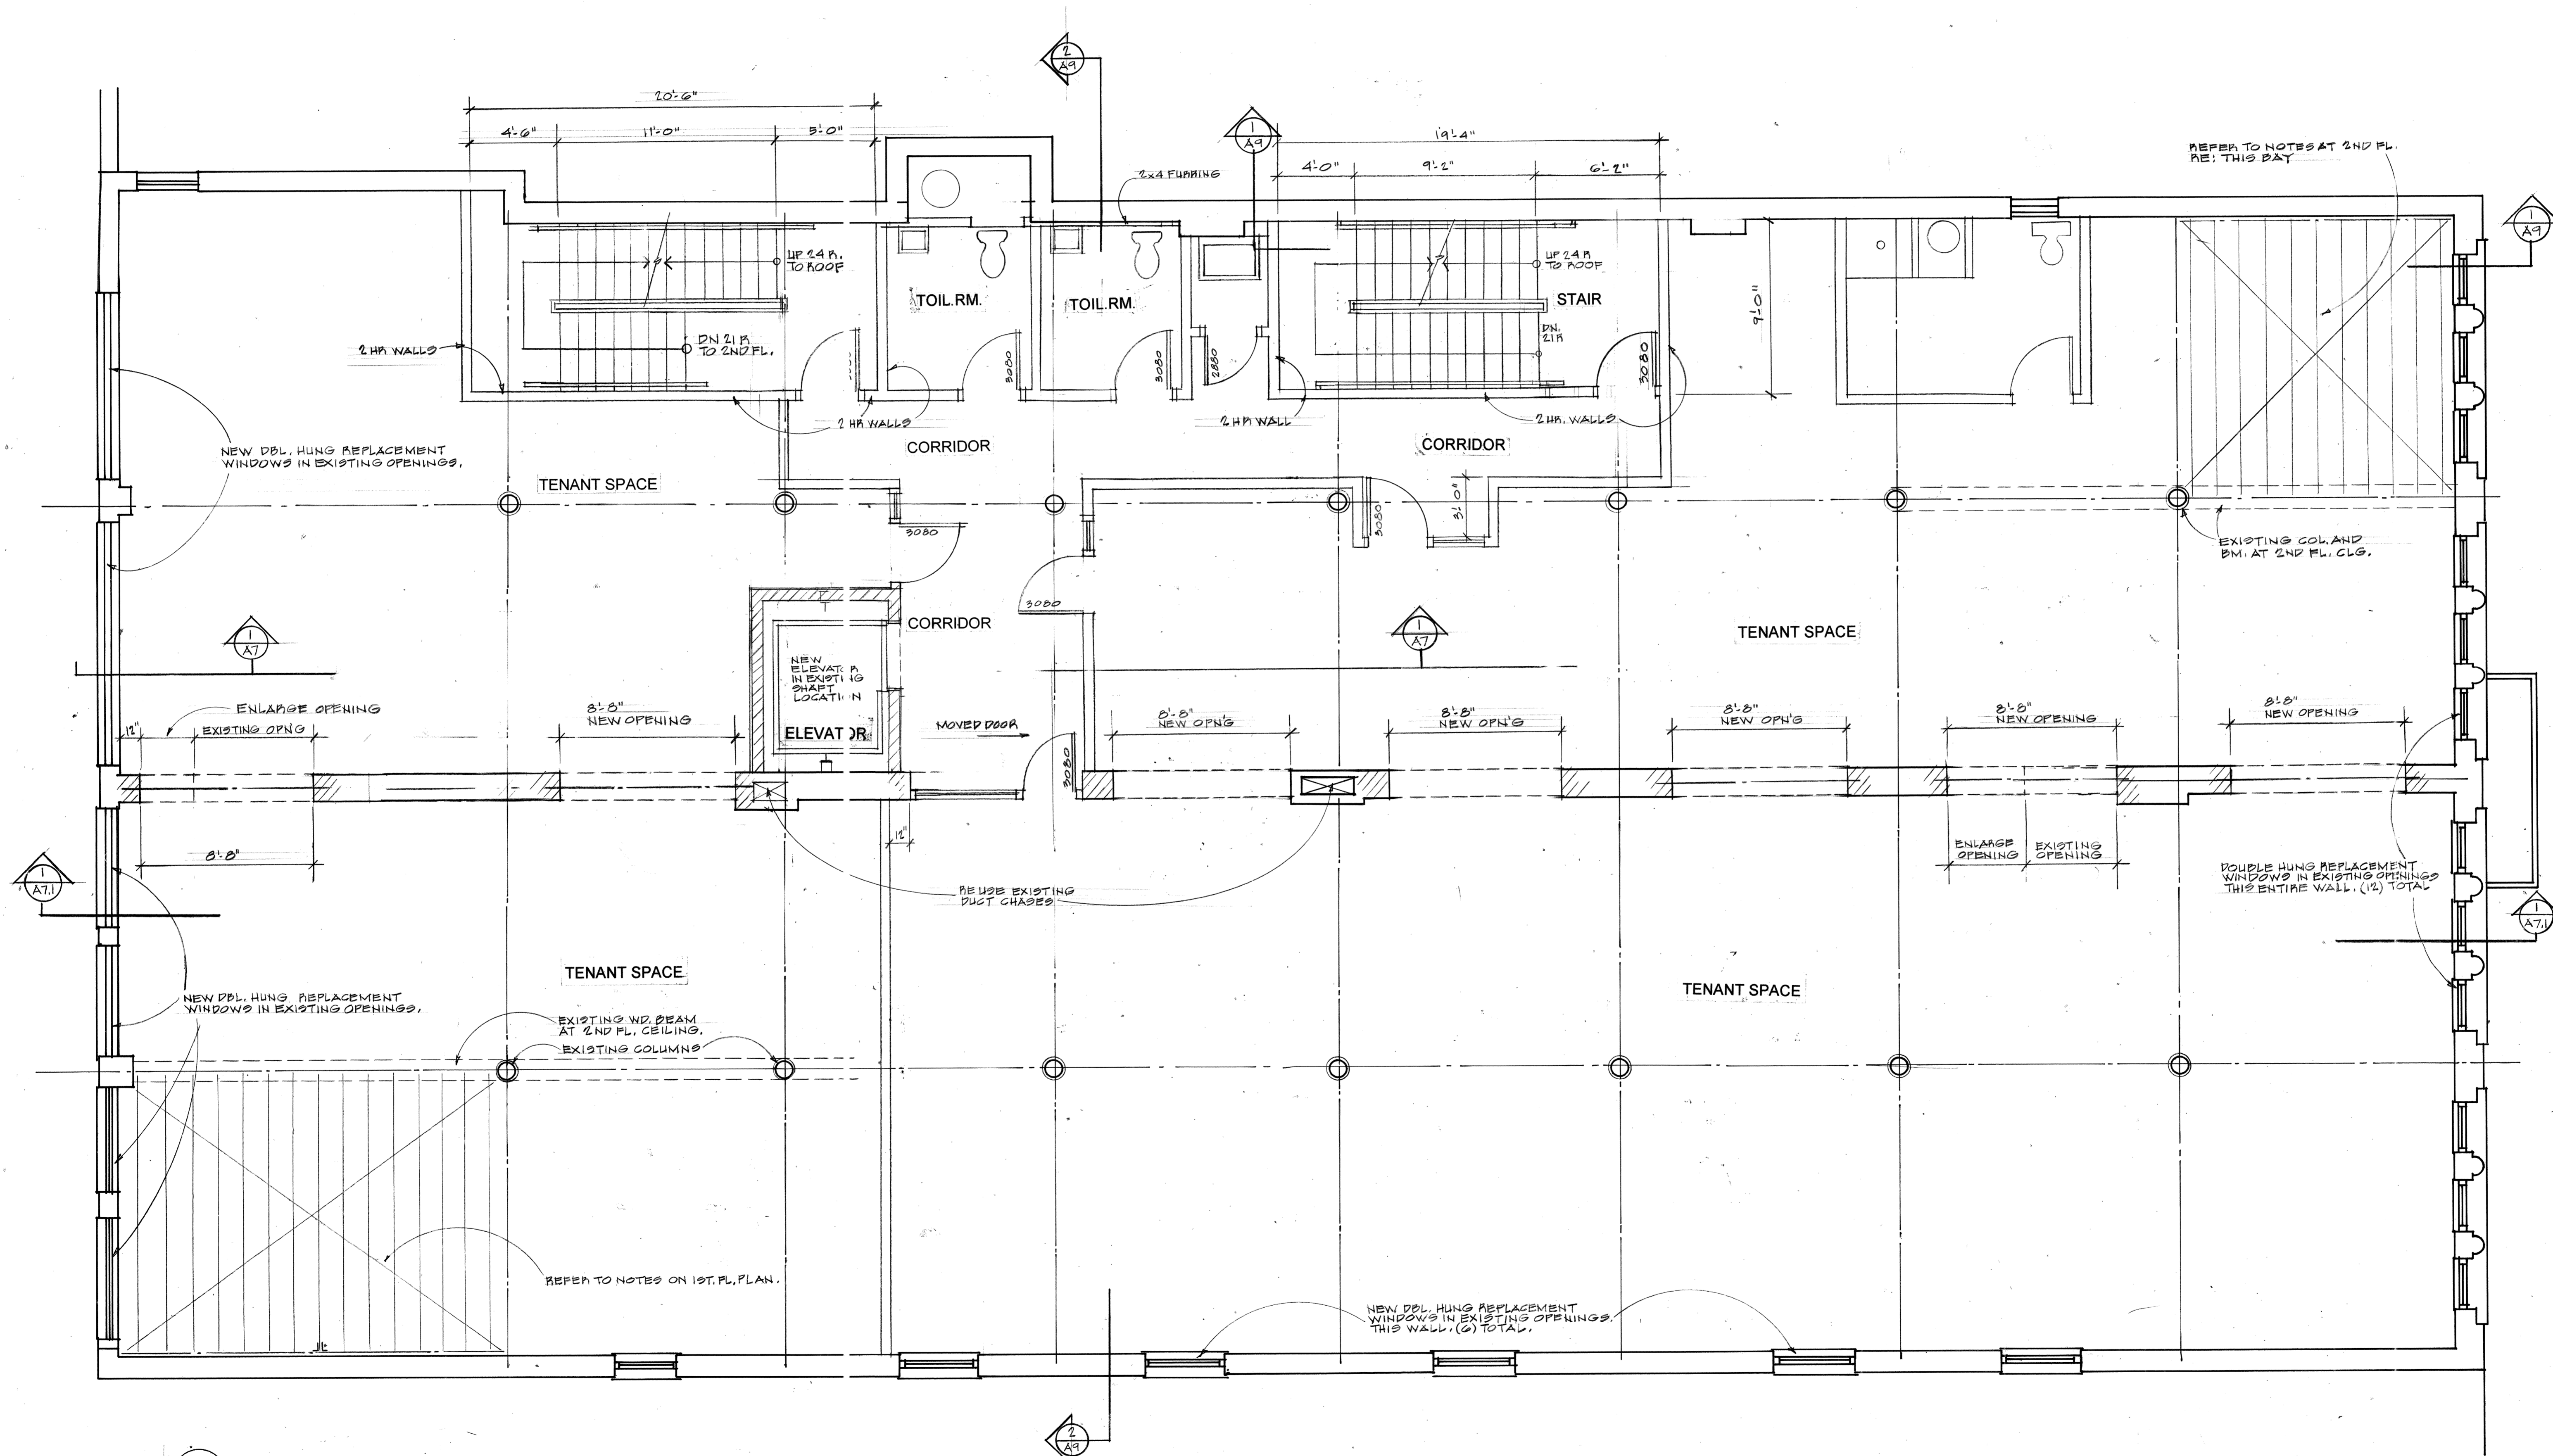 2
A9
20'-6"
4'-6"
11'-0"
5'-0"
1
A9
19'-4"
4'-0"
9'-2"
6'-2"
2x4 FURRING
REFER TO NOTES AT 2ND FL.
RE: THIS BAY
1
A9
UP 24 R.
TO ROOF
TOIL.RM.
TOIL.RM.
UP 24 R
TO ROOF
STAIR
9'-0"
DN 21 R
TO 2ND FL.
DN.
21 R
2 HR WALLS
3080
3080
2880
3080
2 HR WALLS
2 HR WALL
2 HR. WALLS
CORRIDOR
CORRIDOR
NEW DBL. HUNG REPLACEMENT
WINDOWS IN EXISTING OPENINGS.
TENANT SPACE
3080
3080
3'-0"
EXISTING COL. AND
BM. AT 2ND FL. CLG.
3080
CORRIDOR
1
A7
1
A7
TENANT SPACE
NEW
ELEVATOR
IN EXISTING
SHAFT
LOCATION
ELEVATOR
MOVED DOOR
3080
12"
ENLARGE OPENING
EXISTING OPNG
8'-8"
NEW OPENING
8'-8"
NEW OPN'G
8'-8"
NEW OPN'G
8'-8"
NEW OPN'G
8'-8"
NEW OPENING
8'-8"
NEW OPENING
12"
8'-8"
1
A7.1
ENLARGE
OPENING
EXISTING
OPENING
DOUBLE HUNG REPLACEMENT
WINDOWS IN EXISTING OPENINGS
THIS ENTIRE WALL. (12) TOTAL
RE USE EXISTING
DUCT CHASES
1
A7.1
TENANT SPACE
TENANT SPACE
NEW DBL. HUNG REPLACEMENT
WINDOWS IN EXISTING OPENINGS.
EXISTING WD. BEAM
AT 2ND FL. CEILING.
EXISTING COLUMNS
REFER TO NOTES ON 1ST. FL. PLAN.
NEW DBL. HUNG REPLACEMENT
WINDOWS IN EXISTING OPENINGS.
THIS WALL. (6) TOTAL.
2
A9